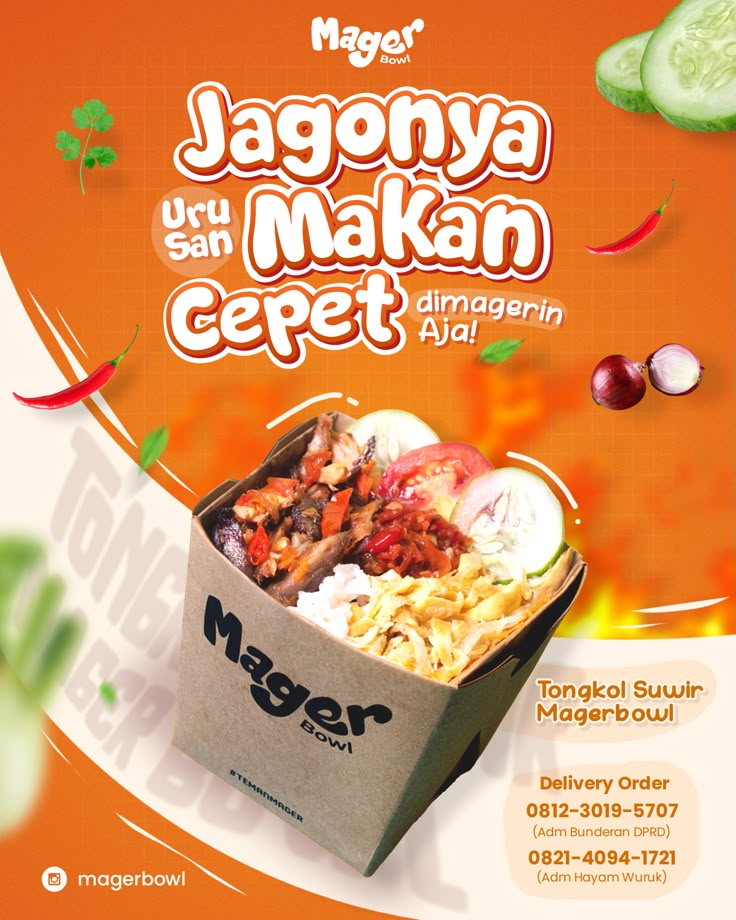 Mager
Bowl
Jagonya
Uru
san
Makan
Cepet
dimagerin
Aja!
Mager
Bowl
#TEMANMAGER
Tongkol Suwir
Magerbowl
Delivery Order
0812-3019-5707
(Adm Bunderan DPRD)
0821-4094-1721
(Adm Hayam Wuruk)
magerbowl